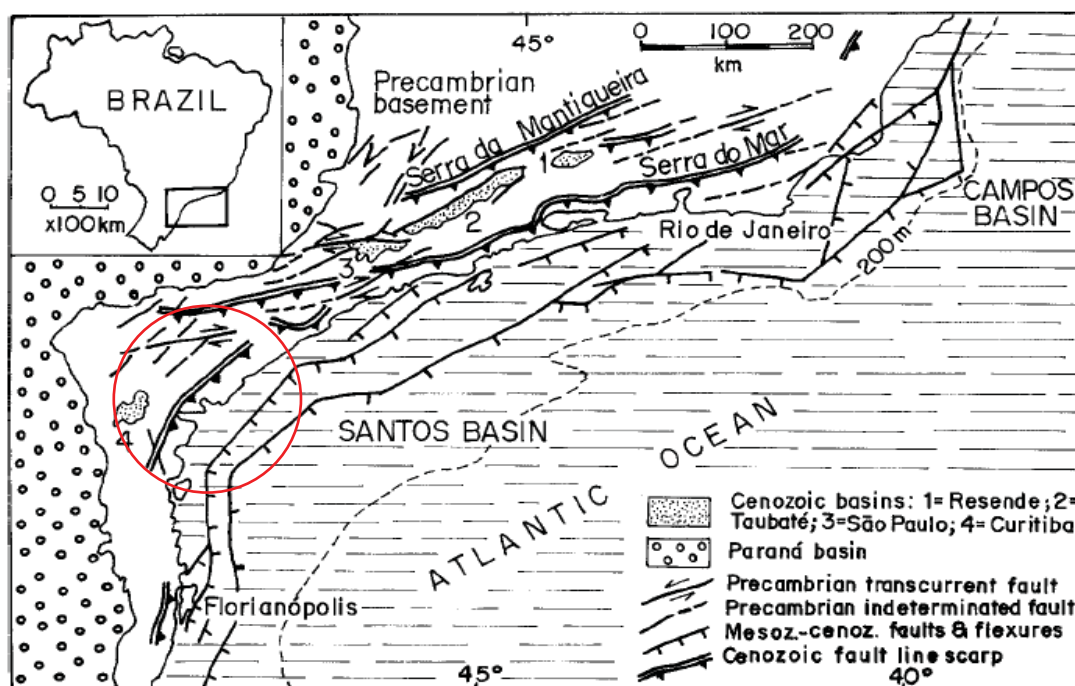 BRAZIL
0 5 10
x100km
Precambrian
basement
45°
0 100 200
km
Serra da Mantiqueira
Serra do Mar
1
2
3
4
Rio de Janeiro
CAMPOS
BASIN
200m
SANTOS BASIN
ATLANTIC
OCEAN
Florianópolis
45°
40°
Cenozoic basins: 1= Resende; 2=
Taubaté; 3=São Paulo; 4= Curitiba
Paraná basin
Precambrian transcurrent fault
Precambrian indeterminated fault
Mesoz.-cenoz. faults & flexures
Cenozoic fault line scarp